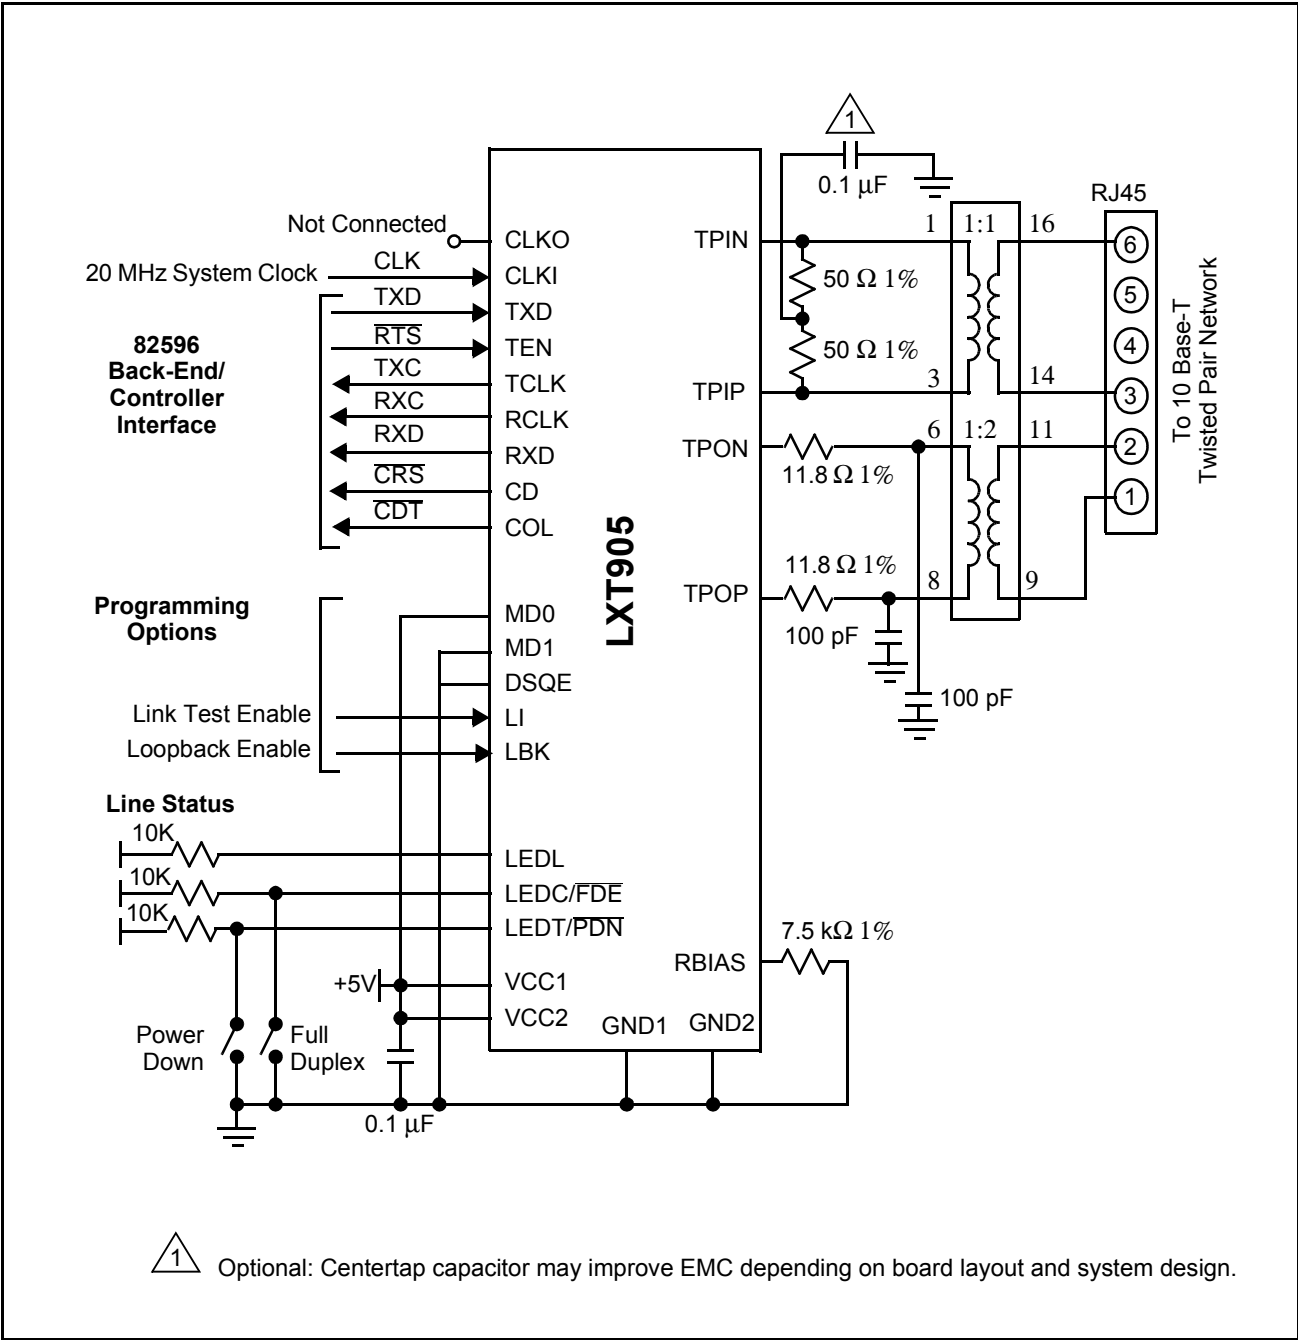 1
0.1 μF
RJ45
Not Connected
CLKO
TPIN
1
1:1
16
6
20 MHz System Clock
CLK
CLKI
50 Ω 1%
5
TXD
TXD
82596
Back-End/
Controller
Interface
RTS
TEN
50 Ω 1%
4
TXC
TCLK
TPIP
3
14
3
RXC
RCLK
RXD
RXD
TPON
6
1:2
11
2
11.8 Ω 1%
CRS
CD
1
CDT
COL
To 10 Base-T
Twisted Pair Network
LXT905
11.8 Ω 1%
TPOP
8
9
100 pF
100 pF
Programming
Options
MD0
MD1
DSQE
Link Test Enable
LI
Loopback Enable
LBK
Line Status
10K
LEDL
10K
LEDC/FDE
10K
LEDT/PDN
7.5 kΩ 1%
RBIAS
+5V
VCC1
VCC2
GND1
GND2
Power
Down
Full
Duplex
0.1 μF
1
Optional: Centertap capacitor may improve EMC depending on board layout and system design.